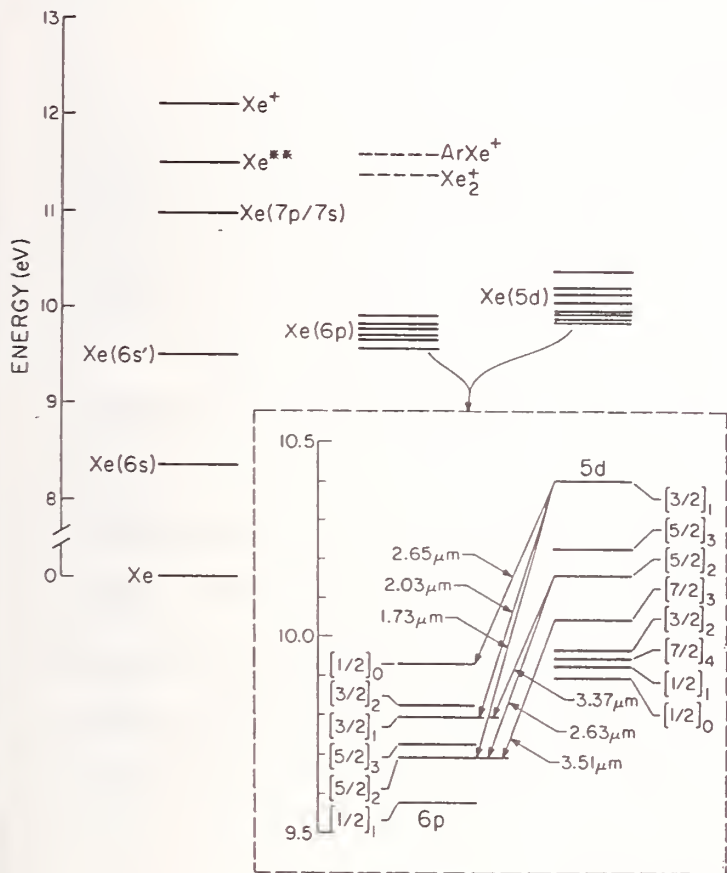 ENERGY (eV)
13
12
11
10
9
8
0
Xe⁺
Xe**
Xe(7p/7s)
Xe(6s′)
Xe(6s)
Xe
ArXe⁺
Xe₂⁺
Xe(6p)
Xe(5d)
10.5
10.0
9.5
5d
[3/2]₁
[5/2]₃
[5/2]₂
[7/2]₃
[3/2]₂
[7/2]₄
[1/2]₁
[1/2]₀
2.65μm
2.03μm
1.73μm
3.37μm
2.63μm
3.51μm
[1/2]₀
[3/2]₂
[3/2]₁
[5/2]₃
[5/2]₂
[1/2]₁
6p